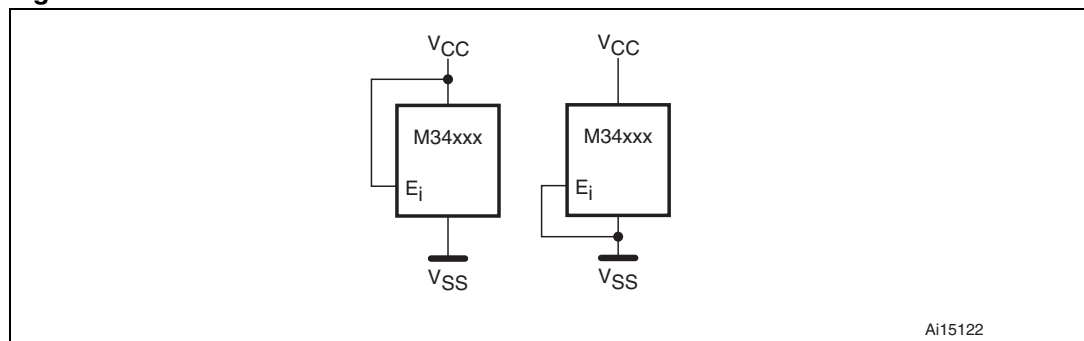 VCC VCC
M34xxx M34xxx
Ei Ei
VSS VSS
Ai15122